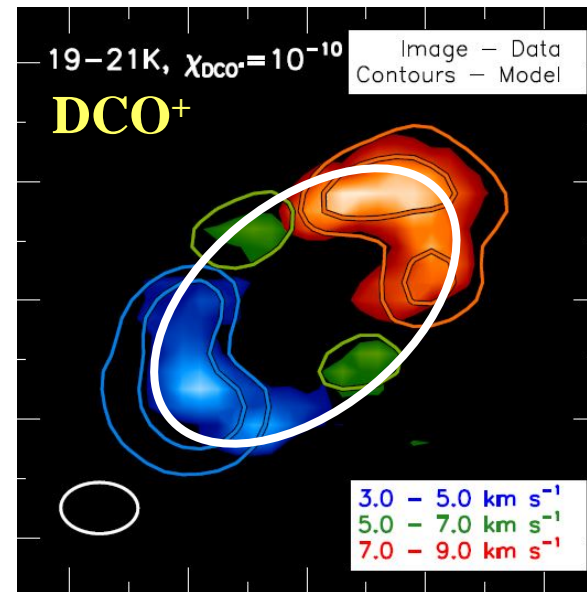 19–21K, χDCO⁺=10⁻¹⁰
Image – Data
Contours – Model
DCO⁺
3.0 – 5.0 km s⁻¹
5.0 – 7.0 km s⁻¹
7.0 – 9.0 km s⁻¹